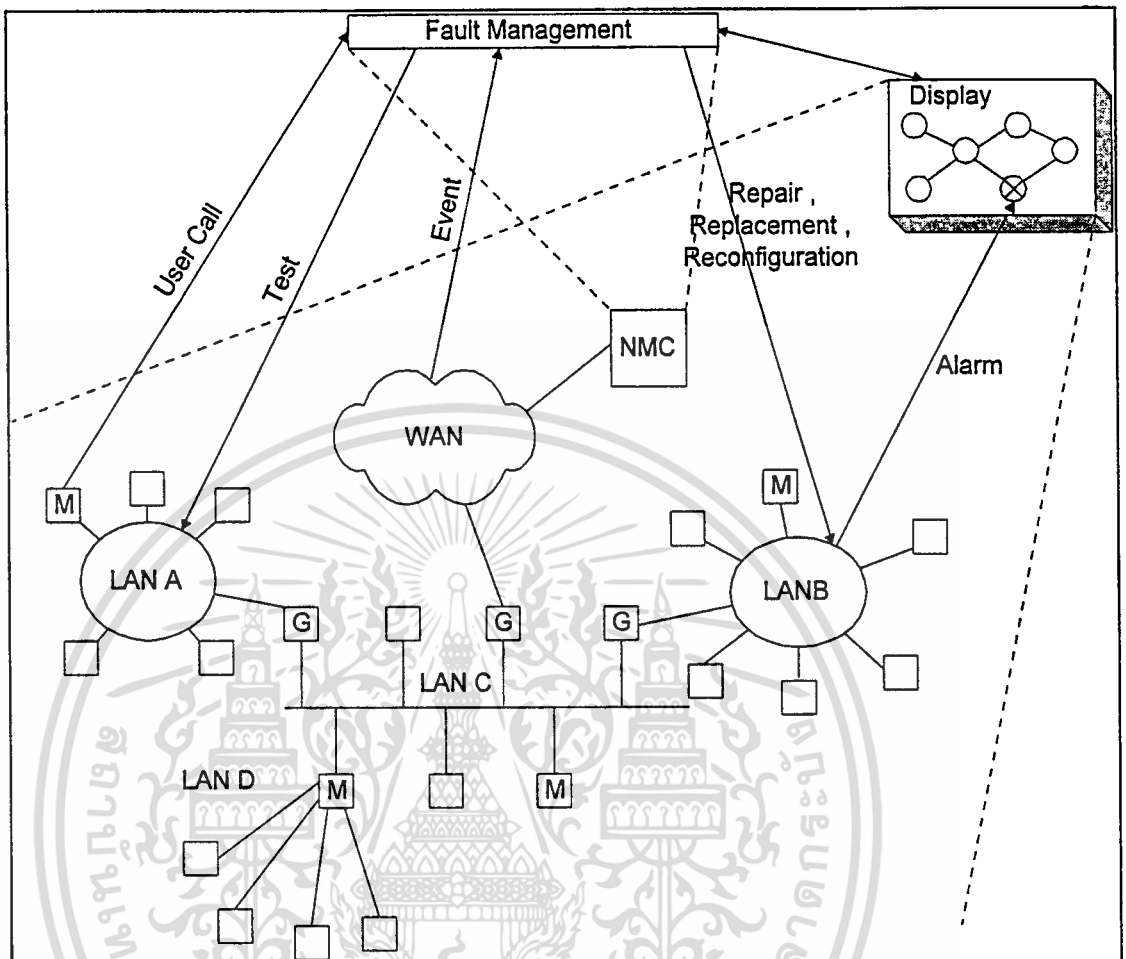 Fault Management
Display
User Call
Test
Event
Repair ,
Replacement ,
Reconfiguration
NMC
Alarm
WAN
M
M
LAN A
LANB
G
G
G
LAN C
LAN D
M
M